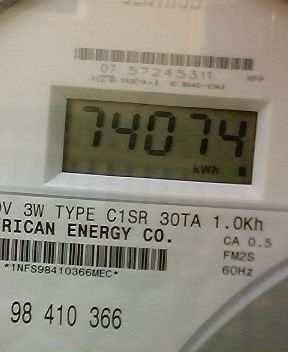 07 57245311 HPP
74074
kWh
V 3W TYPE C1SR 30TA 1.0Kh
RICAN ENERGY CO.
CA 0.5
FM2S
60Hz
*1NFS98410366MEC*
98 410 366